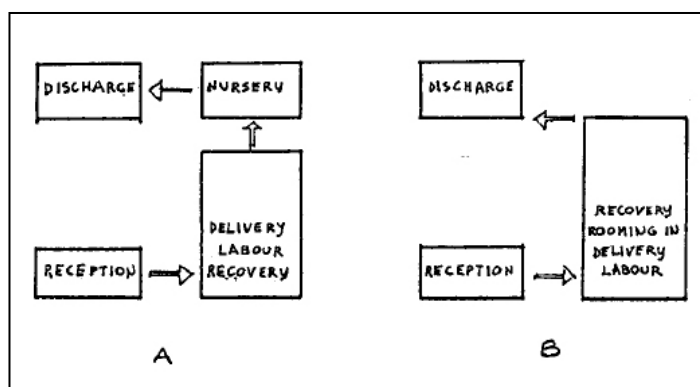 DISCHARGE
NURSERY
DELIVERY
LABOUR
RECOVERY
RECEPTION
A
DISCHARGE
RECOVERY
ROOMING IN
DELIVERY
LABOUR
RECEPTION
B